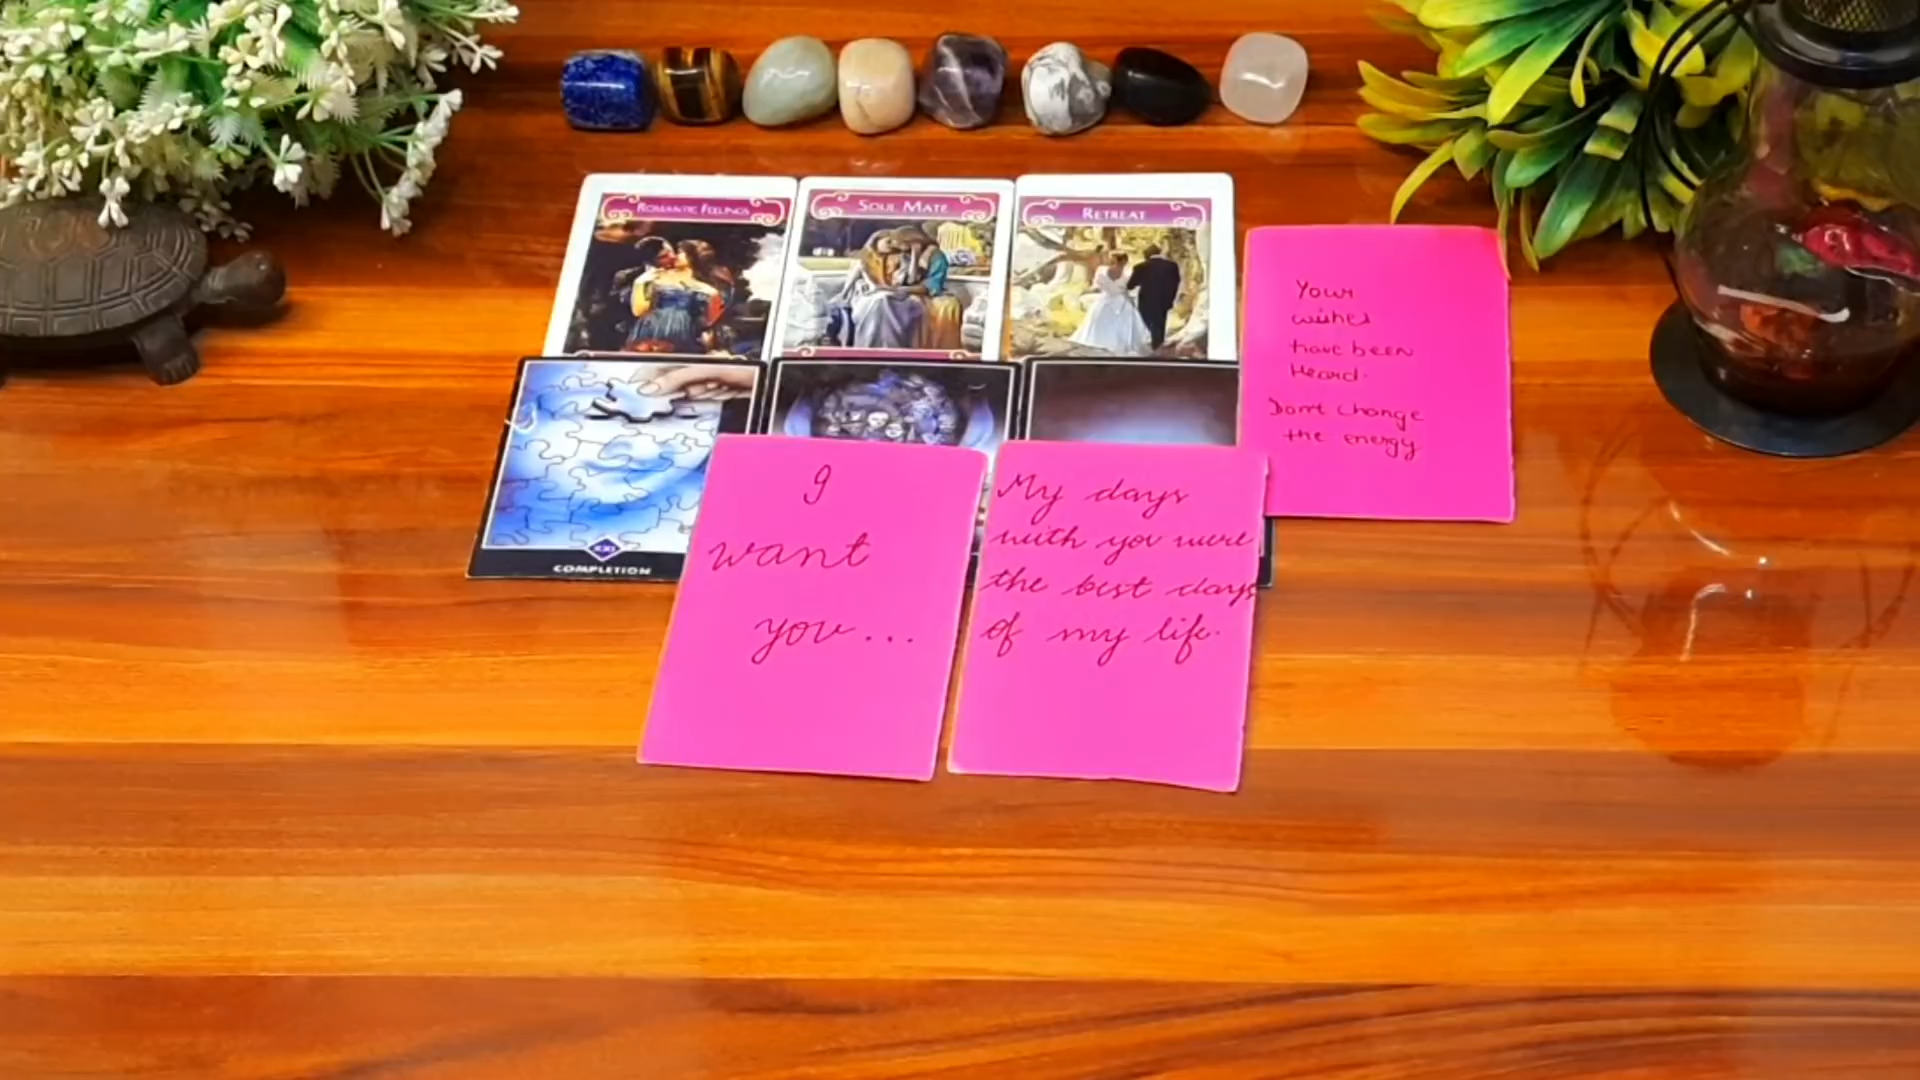 ROMANTIC FEELINGS
SOUL MATE
RETREAT
Your
wishes
have been
Heard.
Don't change
the energy
COMPLETION
I
want
you...
My days
with you were
the best days
of my life.